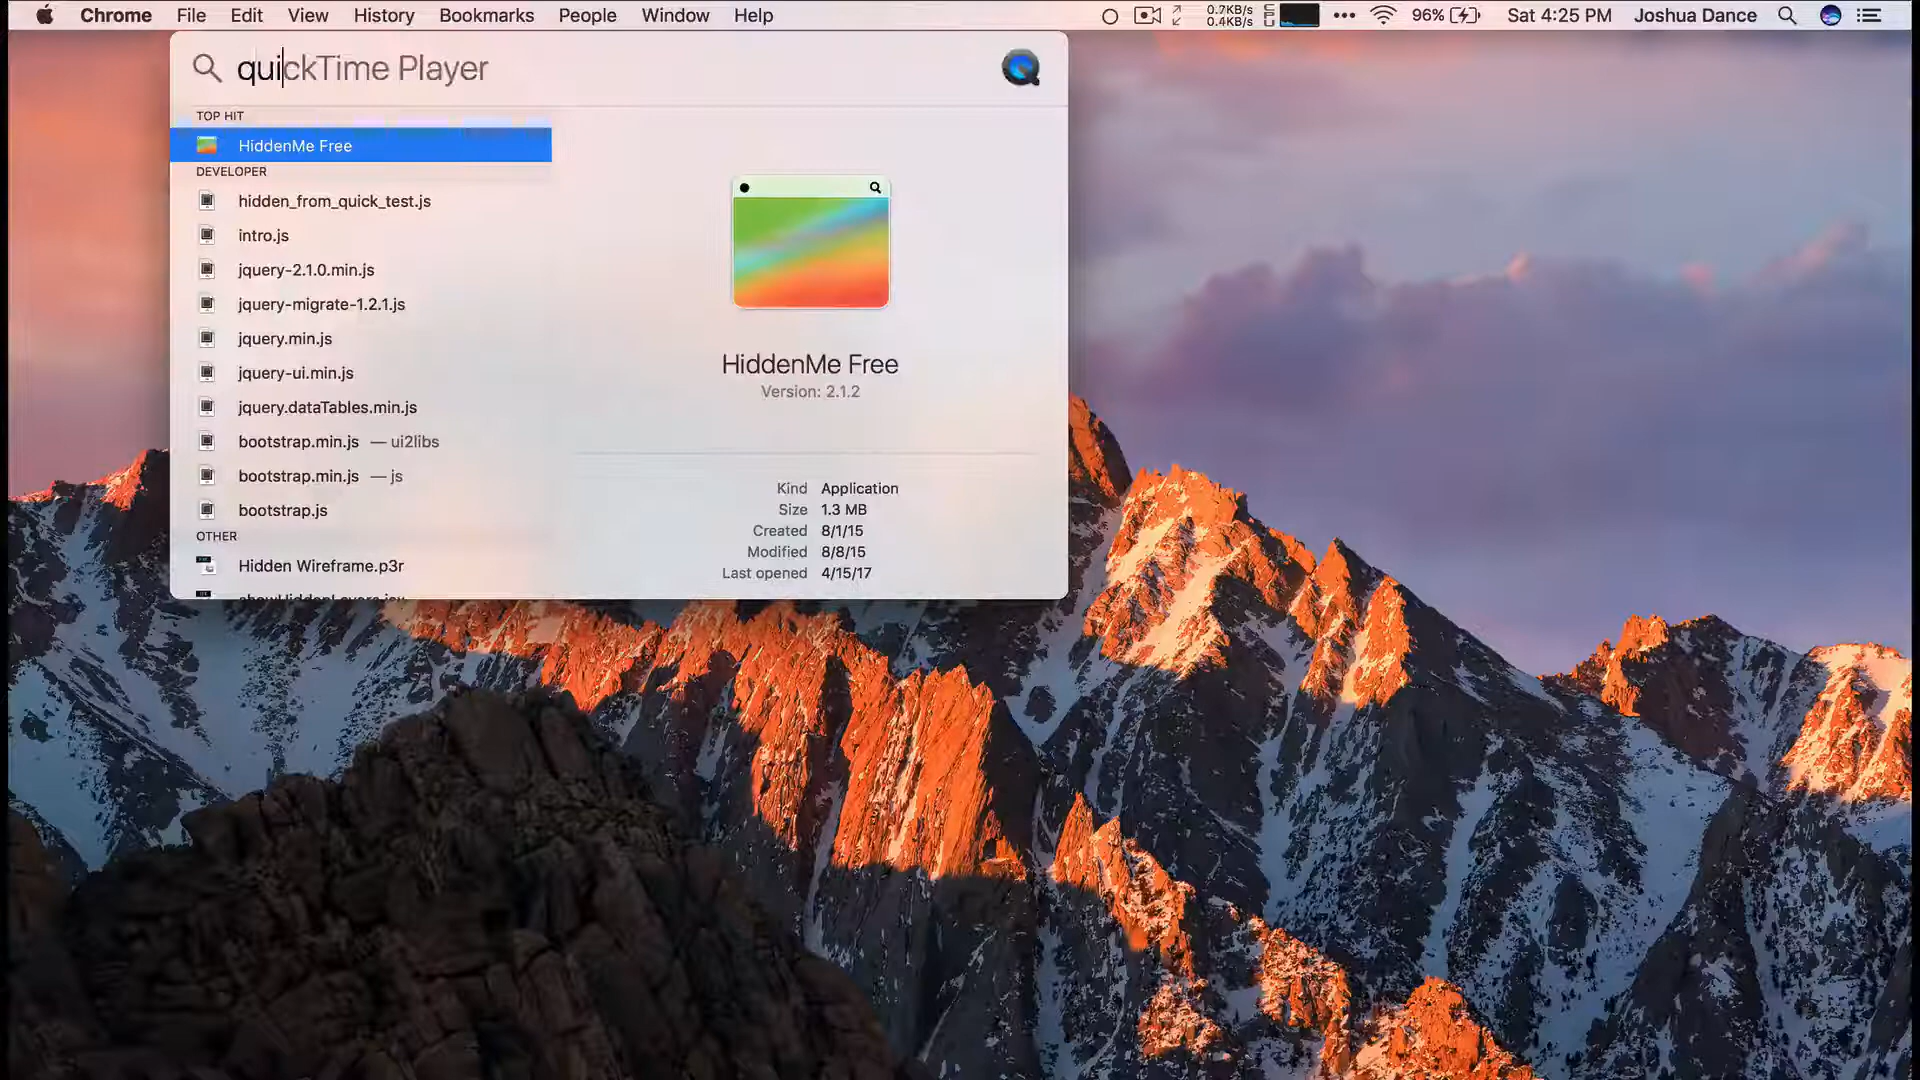 Chrome File Edit View History Bookmarks People Window Help 0.7KB/s 0.4KB/s CPU 96% Sat 4:25 PM Joshua Dance
quickTime Player
TOP HIT
HiddenMe Free
DEVELOPER
hidden_from_quick_test.js
intro.js
jquery-2.1.0.min.js
jquery-migrate-1.2.1.js
jquery.min.js
jquery-ui.min.js
jquery.dataTables.min.js
bootstrap.min.js — ui2libs
bootstrap.min.js — js
bootstrap.js
OTHER
Hidden Wireframe.p3r
showHiddenLayers.jsx
HiddenMe Free
Version: 2.1.2
Kind Application
Size 1.3 MB
Created 8/1/15
Modified 8/8/15
Last opened 4/15/17